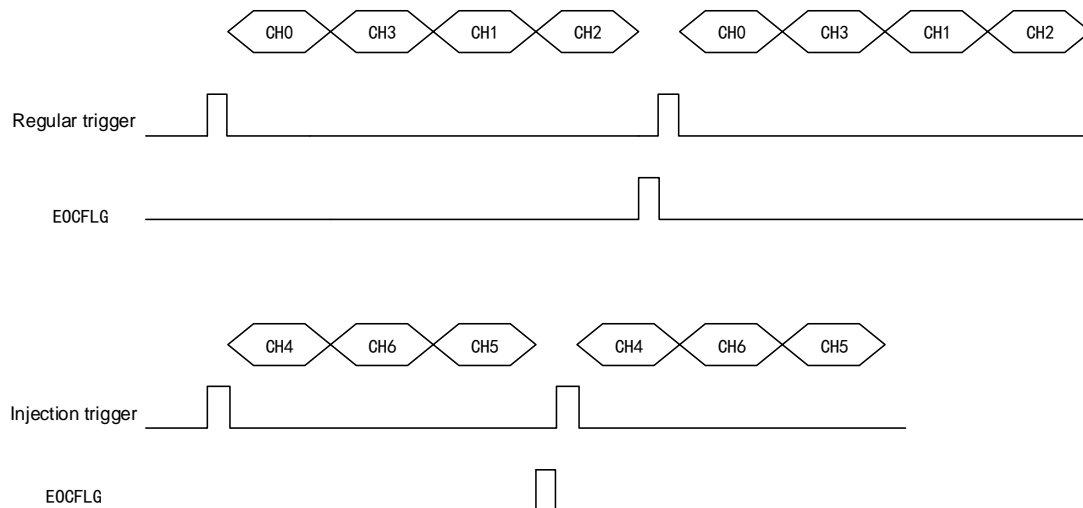 CH0 CH3 CH1 CH2 CH0 CH3 CH1 CH2
Regular trigger
EOCFLG
CH4 CH6 CH5 CH4 CH6 CH5
Injection trigger
EOCFLG